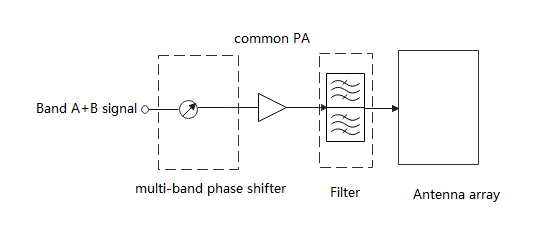 common PA
Band A+B signal
multi-band phase shifter
Filter
Antenna array